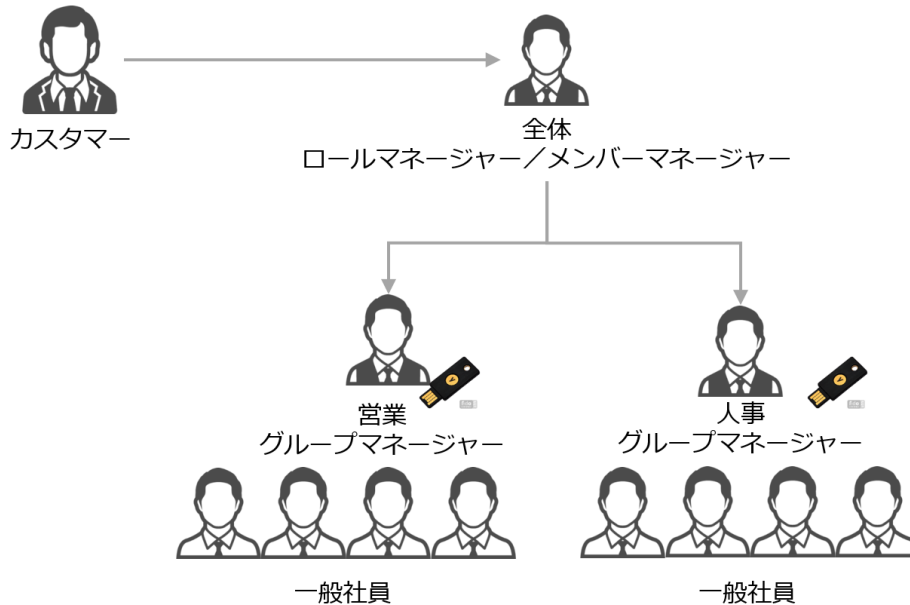 カスタマー
全体
ロールマネージャー／メンバーマネージャー
営業
グループマネージャー
人事
グループマネージャー
一般社員
一般社員